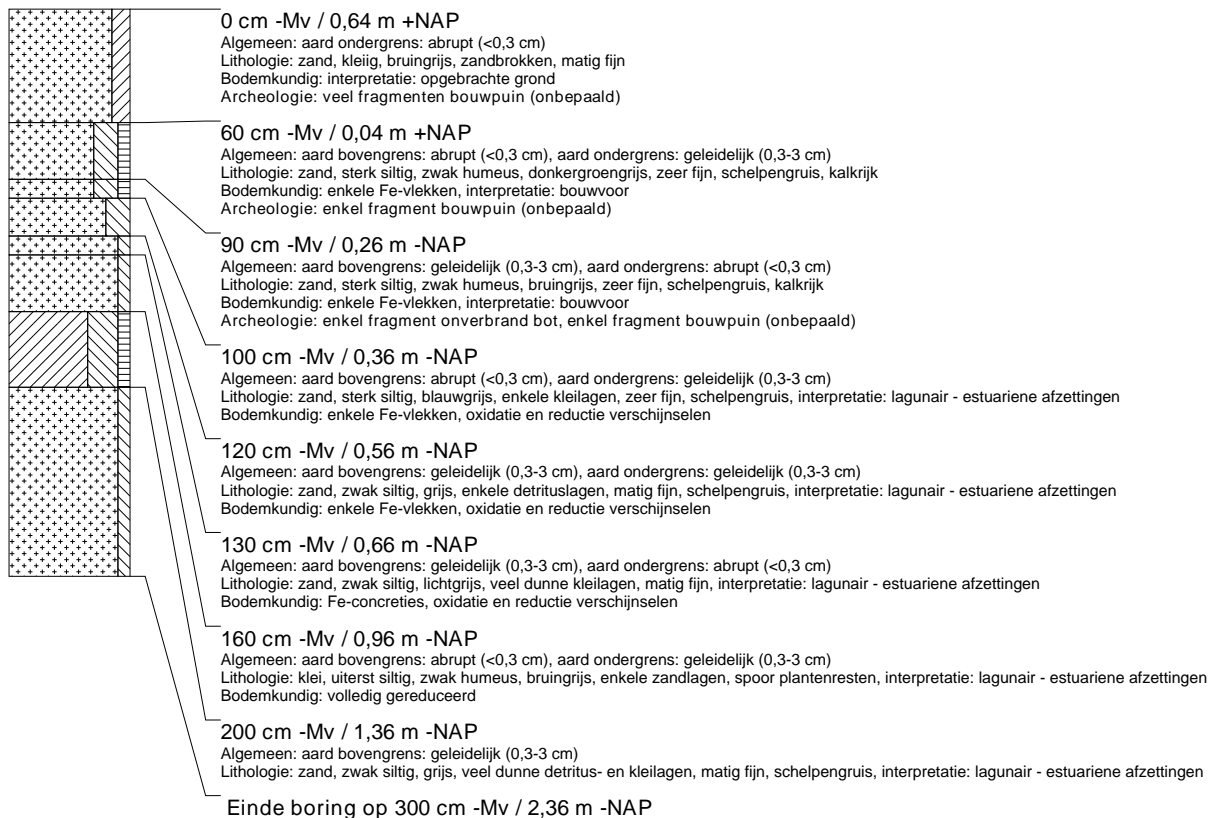 0 cm -Mv / 0,64 m +NAP
Algemeen: aard ondergrens: abrupt (<0,3 cm)
Lithologie: zand, kleiig, bruingrijs, zandbrokken, matig fijn
Bodemkundig: interpretatie: opgebrachte grond
Archeologie: veel fragmenten bouwpuin (onbepaald)
60 cm -Mv / 0,04 m +NAP
Algemeen: aard bovengrens: abrupt (<0,3 cm), aard ondergrens: geleidelijk (0,3-3 cm)
Lithologie: zand, sterk siltig, zwak humeus, donkergroengrijs, zeer fijn, schelpengruis, kalkrijk
Bodemkundig: enkele Fe-vlekken, interpretatie: bouwvoor
Archeologie: enkel fragment bouwpuin (onbepaald)
90 cm -Mv / 0,26 m -NAP
Algemeen: aard bovengrens: geleidelijk (0,3-3 cm), aard ondergrens: abrupt (<0,3 cm)
Lithologie: zand, sterk siltig, zwak humeus, bruingrijs, zeer fijn, schelpengruis, kalkrijk
Bodemkundig: enkele Fe-vlekken, interpretatie: bouwvoor
Archeologie: enkel fragment onverbrand bot, enkel fragment bouwpuin (onbepaald)
100 cm -Mv / 0,36 m -NAP
Algemeen: aard bovengrens: abrupt (<0,3 cm), aard ondergrens: geleidelijk (0,3-3 cm)
Lithologie: zand, sterk siltig, blauwgrijs, enkele kleilagen, zeer fijn, schelpengruis, interpretatie: lagunair - estuariene afzettingen
Bodemkundig: enkele Fe-vlekken, oxidatie en reductie verschijnselen
120 cm -Mv / 0,56 m -NAP
Algemeen: aard bovengrens: geleidelijk (0,3-3 cm), aard ondergrens: geleidelijk (0,3-3 cm)
Lithologie: zand, zwak siltig, grijs, enkele detrituslagen, matig fijn, schelpengruis, interpretatie: lagunair - estuariene afzettingen
Bodemkundig: enkele Fe-vlekken, oxidatie en reductie verschijnselen
130 cm -Mv / 0,66 m -NAP
Algemeen: aard bovengrens: geleidelijk (0,3-3 cm), aard ondergrens: abrupt (<0,3 cm)
Lithologie: zand, zwak siltig, lichtgrijs, veel dunne kleilagen, matig fijn, interpretatie: lagunair - estuariene afzettingen
Bodemkundig: Fe-concreties, oxidatie en reductie verschijnselen
160 cm -Mv / 0,96 m -NAP
Algemeen: aard bovengrens: abrupt (<0,3 cm), aard ondergrens: geleidelijk (0,3-3 cm)
Lithologie: klei, uiterst siltig, zwak humeus, bruingrijs, enkele zandlagen, spoor plantenresten, interpretatie: lagunair - estuariene afzettingen
Bodemkundig: volledig gereduceerd
200 cm -Mv / 1,36 m -NAP
Algemeen: aard bovengrens: geleidelijk (0,3-3 cm)
Lithologie: zand, zwak siltig, grijs, veel dunne detritus- en kleilagen, matig fijn, schelpengruis, interpretatie: lagunair - estuariene afzettingen
Einde boring op 300 cm -Mv / 2,36 m -NAP